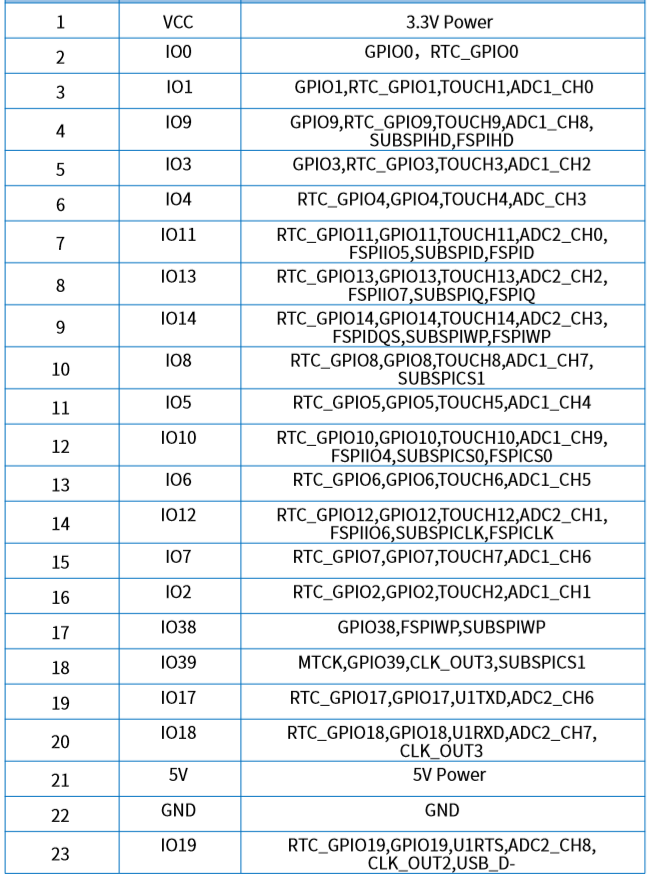 1 VCC 3.3V Power
2 IO0 GPIO0，RTC_GPIO0
3 IO1 GPIO1,RTC_GPIO1,TOUCH1,ADC1_CH0
4 IO9 GPIO9,RTC_GPIO9,TOUCH9,ADC1_CH8,
SUBSPIHD,FSPIHD
5 IO3 GPIO3,RTC_GPIO3,TOUCH3,ADC1_CH2
6 IO4 RTC_GPIO4,GPIO4,TOUCH4,ADC_CH3
7 IO11 RTC_GPIO11,GPIO11,TOUCH11,ADC2_CH0,
FSPIIO5,SUBSPID,FSPID
8 IO13 RTC_GPIO13,GPIO13,TOUCH13,ADC2_CH2,
FSPIIO7,SUBSPIQ,FSPIQ
9 IO14 RTC_GPIO14,GPIO14,TOUCH14,ADC2_CH3,
FSPIDQS,SUBSPIWP,FSPIWP
10 IO8 RTC_GPIO8,GPIO8,TOUCH8,ADC1_CH7,
SUBSPICS1
11 IO5 RTC_GPIO5,GPIO5,TOUCH5,ADC1_CH4
12 IO10 RTC_GPIO10,GPIO10,TOUCH10,ADC1_CH9,
FSPIIO4,SUBSPICS0,FSPICS0
13 IO6 RTC_GPIO6,GPIO6,TOUCH6,ADC1_CH5
14 IO12 RTC_GPIO12,GPIO12,TOUCH12,ADC2_CH1,
FSPIIO6,SUBSPICLK,FSPICLK
15 IO7 RTC_GPIO7,GPIO7,TOUCH7,ADC1_CH6
16 IO2 RTC_GPIO2,GPIO2,TOUCH2,ADC1_CH1
17 IO38 GPIO38,FSPIWP,SUBSPIWP
18 IO39 MTCK,GPIO39,CLK_OUT3,SUBSPICS1
19 IO17 RTC_GPIO17,GPIO17,U1TXD,ADC2_CH6
20 IO18 RTC_GPIO18,GPIO18,U1RXD,ADC2_CH7,
CLK_OUT3
21 5V 5V Power
22 GND GND
23 IO19 RTC_GPIO19,GPIO19,U1RTS,ADC2_CH8,
CLK_OUT2,USB_D-